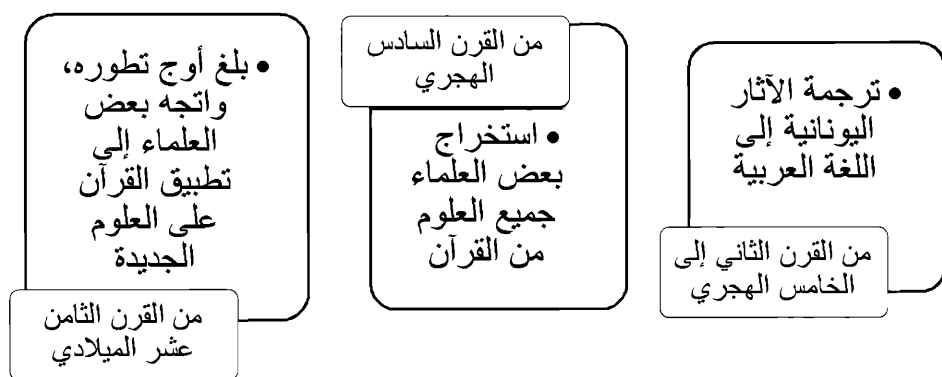 • ترجمة الآثار
اليونانية إلى
اللغة العربية
من القرن الثاني إلى
الخامس الهجري
من القرن السادس
الهجري
• استخراج
بعض العلماء
جميع العلوم
من القرآن
• بلغ أوج تطوره،
واتجه بعض
العلماء إلى
تطبيق القرآن
على العلوم
الجديدة
من القرن الثامن
عشر الميلادي